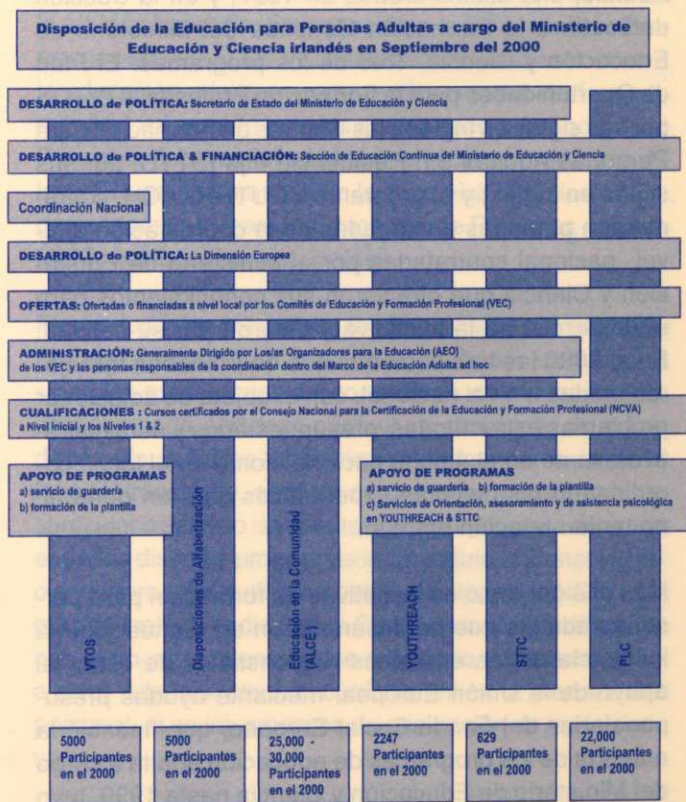 Disposición de la Educación para Personas Adultas a cargo del Ministerio de
Educación y Ciencia irlandés en Septiembre del 2000
DESARROLLO de POLÍTICA: Secretario de Estado del Ministerio de Educación y Ciencia
DESARROLLO de POLÍTICA & FINANCIACIÓN: Sección de Educación Continua del Ministerio de Educación y Ciencia
Coordinación Nacional
DESARROLLO de POLÍTICA: La Dimensión Europea
OFERTAS: Ofertadas o financiadas a nivel local por los Comités de Educación y Formación Profesional (VEC)
ADMINISTRACIÓN: Generalmente Dirigido por Los/as Organizadores para la Educación (AEO)
de los VEC y las personas responsables de la coordinación dentro del Marco de la Educación Adulta ad hoc
CUALIFICACIONES : Cursos certificados por el Consejo Nacional para la Certificación de la Educación y Formación Profesional (NCVA)
a Nivel Inicial y los Niveles 1 & 2
APOYO DE PROGRAMAS
a) servicio de guardería
b) formación de la plantilla
APOYO DE PROGRAMAS
a) servicio de guardería b) formación de la plantilla
c) Servicios de Orientación, asesoramiento y de asistencia psicológica
en YOUTHREACH & STTC
VTOS
Disposiciones de Alfabetización
Educación en la Comunidad
(ALCES)
YOUTHREACH
STTC
PLC
5000
Participantes
en el 2000
5000
Participantes
en el 2000
25,000 -
30,000
Participantes
en el 2000
2247
Participantes
en el 2000
629
Participantes
en el 2000
22,000
Participantes
en el 2000